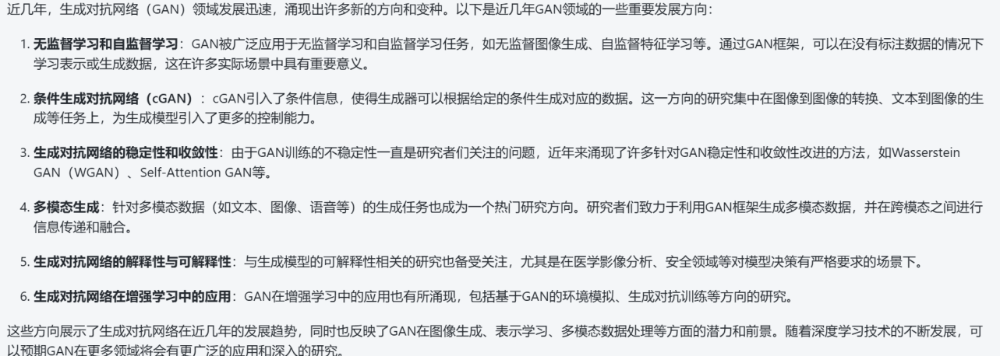 近几年，生成对抗网络（GAN）领域发展迅速，涌现出许多新的方向和变种。以下是近几年GAN领域的一些重要发展方向：
1. 无监督学习和自监督学习：GAN被广泛应用于无监督学习和自监督学习任务，如无监督图像生成、自监督特征学习等。通过GAN框架，可以在没有标注数据的情况下
学习表示或生成数据，这在许多实际场景中具有重要意义。
2. 条件生成对抗网络（cGAN）：cGAN引入了条件信息，使得生成器可以根据给定的条件生成对应的数据。这一方向的研究集中在图像到图像的转换、文本到图像的生
成等任务上，为生成模型引入了更多的控制能力。
3. 生成对抗网络的稳定性和收敛性：由于GAN训练的不稳定性一直是研究者们关注的问题，近年来涌现了许多针对GAN稳定性和收敛性改进的方法，如Wasserstein
GAN（WGAN）、Self-Attention GAN等。
4. 多模态生成：针对多模态数据（如文本、图像、语音等）的生成任务也成为一个热门研究方向。研究者们致力于利用GAN框架生成多模态数据，并在跨模态之间进行
信息传递和融合。
5. 生成对抗网络的解释性与可解释性：与生成模型的可解释性相关的研究也备受关注，尤其是在医学影像分析、安全领域等对模型决策有严格要求的场景下。
6. 生成对抗网络在增强学习中的应用：GAN在增强学习中的应用也有所涌现，包括基于GAN的环境模拟、生成对抗训练等方向的研究。
这些方向展示了生成对抗网络在近几年的发展趋势，同时也反映了GAN在图像生成、表示学习、多模态数据处理等方面的潜力和前景。随着深度学习技术的不断发展，可
以预期GAN在更多领域将会有更广泛的应用和深入的研究。